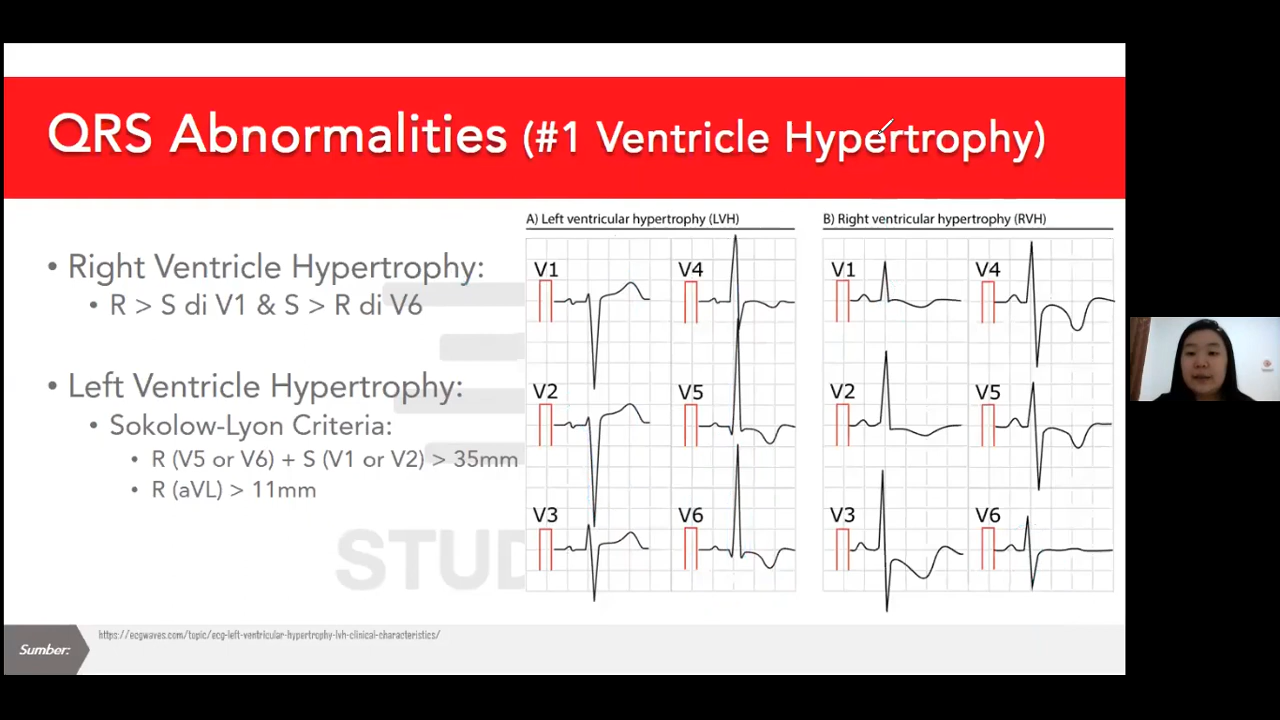 QRS Abnormalities (#1 Ventricle Hypertrophy)
• Right Ventricle Hypertrophy:
• R > S di V1 & S > R di V6
• Left Ventricle Hypertrophy:
• Sokolow-Lyon Criteria:
• R (V5 or V6) + S (V1 or V2) > 35mm
• R (aVL) > 11mm
STUD
A) Left ventricular hypertrophy (LVH)
V1
V4
V2
V5
V3
V6
B) Right ventricular hypertrophy (RVH)
V1
V4
V2
V5
V3
V6
Sumber:
https://ecgwaves.com/topic/ecg-left-ventricular-hypertrophy-lvh-clinical-characteristics/